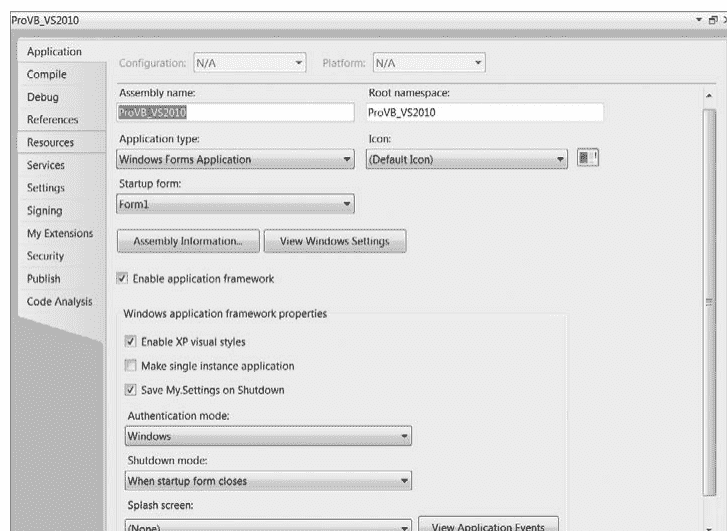 ProVB_VS2010
Application
Compile
Debug
References
Resources
Services
Settings
Signing
My Extensions
Security
Publish
Code Analysis
Configuration: N/A Platform: N/A
Assembly name: Root namespace:
ProVB_VS2010 ProVB_VS2010
Application type: Icon:
Windows Forms Application (Default Icon)
Startup form:
Form1
Assembly Information... View Windows Settings
Enable application framework
Windows application framework properties
Enable XP visual styles
Make single instance application
Save My.Settings on Shutdown
Authentication mode:
Windows
Shutdown mode:
When startup form closes
Splash screen:
(None) View Application Events